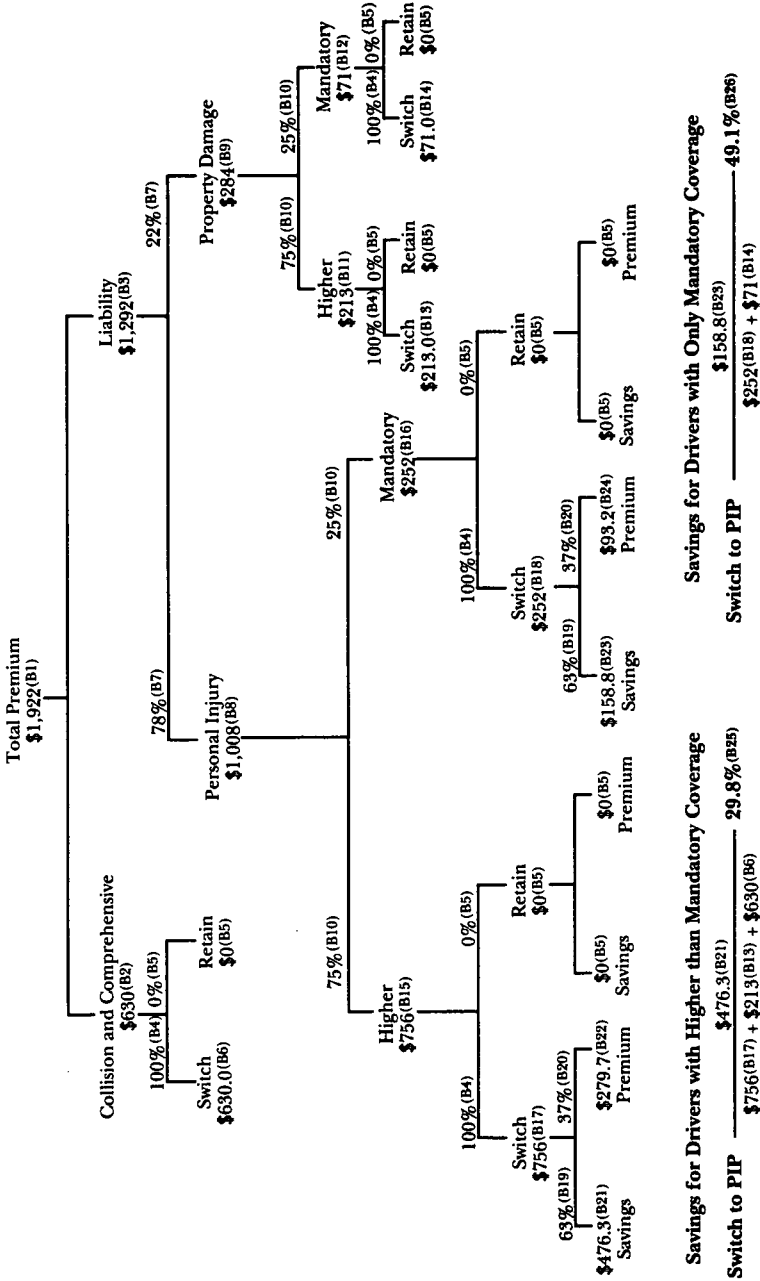 Total Premium
$1,922(B1)
Collision and Comprehensive
$630(B2)
100%(B4) 0%(B5)
Switch
$630.0(B6)
Retain
$0(B5)
Liability
$1,292(B3)
78%(B7)
22%(B7)
Personal Injury
$1,008(B8)
Property Damage
$284(B9)
75%(B10)
25%(B10)
Higher
$213(B11)
Mandatory
$71(B12)
100%(B4) 0%(B5)
100%(B4) 0%(B5)
Switch
$213.0(B13)
Retain
$0(B5)
Switch
$71.0(B14)
Retain
$0(B5)
75%(B10)
25%(B10)
Higher
$756(B15)
Mandatory
$252(B16)
100%(B4)
0%(B5)
100%(B4)
0%(B5)
Switch
$756(B17)
Retain
$0(B5)
Switch
$252(B18)
Retain
$0(B5)
63%(B19)
37%(B20)
63%(B19)
37%(B20)
$476.3(B21)
Savings
$279.7(B22)
Premium
$0(B5)
Savings
$0(B5)
Premium
$158.8(B23)
Savings
$93.2(B24)
Premium
$0(B5)
Savings
$0(B5)
Premium
Savings for Drivers with Higher than Mandatory Coverage
$476.3(B21)
Switch to PIP
29.8%(B25)
$756(B17) + $213(B13) + $630(B6)
Savings for Drivers with Only Mandatory Coverage
$158.8(B23)
Switch to PIP
49.1%(B26)
$252(B18) + $71(B14)